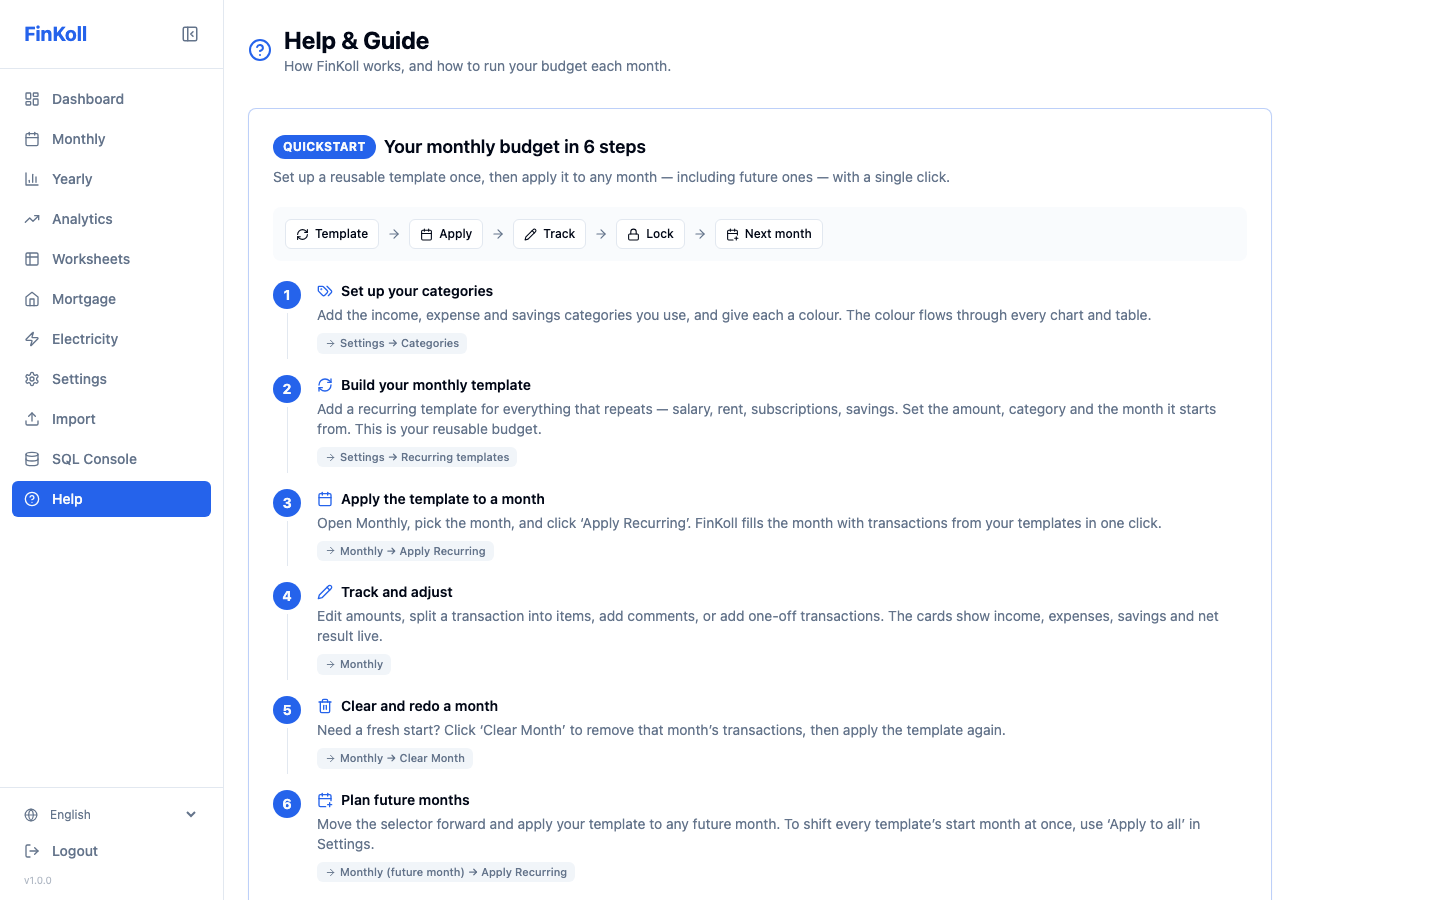 FinKoll
Dashboard
Monthly
Yearly
Analytics
Worksheets
Mortgage
Electricity
Settings
Import
SQL Console
Help
English
Logout
v1.0.0
Help & Guide
How FinKoll works, and how to run your budget each month.
QUICKSTART Your monthly budget in 6 steps
Set up a reusable template once, then apply it to any month — including future ones — with a single click.
Template → Apply → Track → Lock → Next month
1 Set up your categories
Add the income, expense and savings categories you use, and give each a colour. The colour flows through every chart and table.
→ Settings → Categories
2 Build your monthly template
Add a recurring template for everything that repeats — salary, rent, subscriptions, savings. Set the amount, category and the month it starts
from. This is your reusable budget.
→ Settings → Recurring templates
3 Apply the template to a month
Open Monthly, pick the month, and click ‘Apply Recurring’. FinKoll fills the month with transactions from your templates in one click.
→ Monthly → Apply Recurring
4 Track and adjust
Edit amounts, split a transaction into items, add comments, or add one-off transactions. The cards show income, expenses, savings and net
result live.
→ Monthly
5 Clear and redo a month
Need a fresh start? Click ‘Clear Month’ to remove that month’s transactions, then apply the template again.
→ Monthly → Clear Month
6 Plan future months
Move the selector forward and apply your template to any future month. To shift every template’s start month at once, use ‘Apply to all’ in
Settings.
→ Monthly (future month) → Apply Recurring